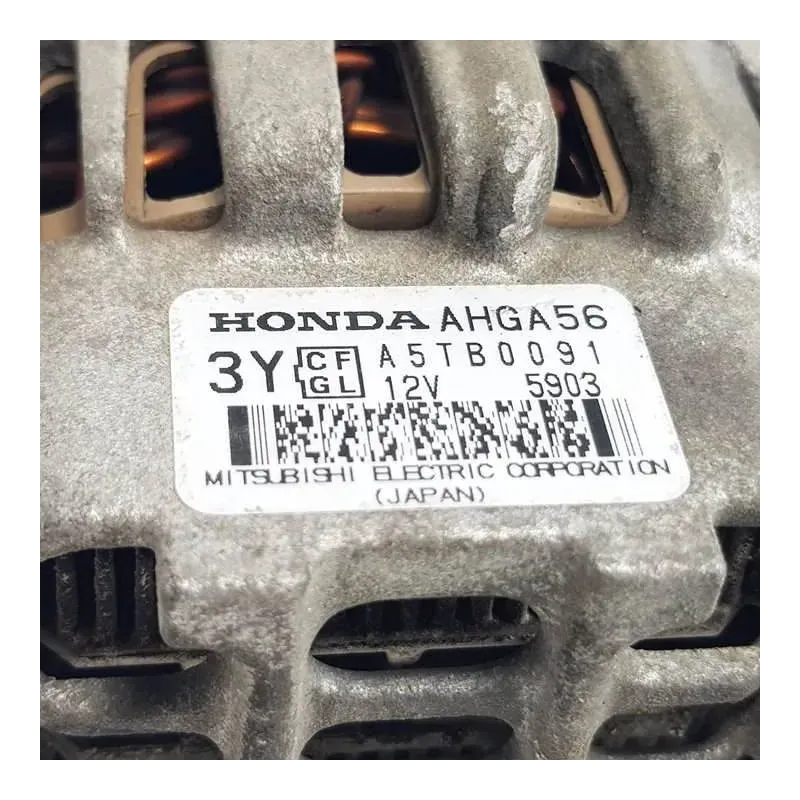 HONDA AHGA56
3Y CF GL A5TB0091
12V 5903
MITSUBISHI ELECTRIC CORPORATION
(JAPAN)